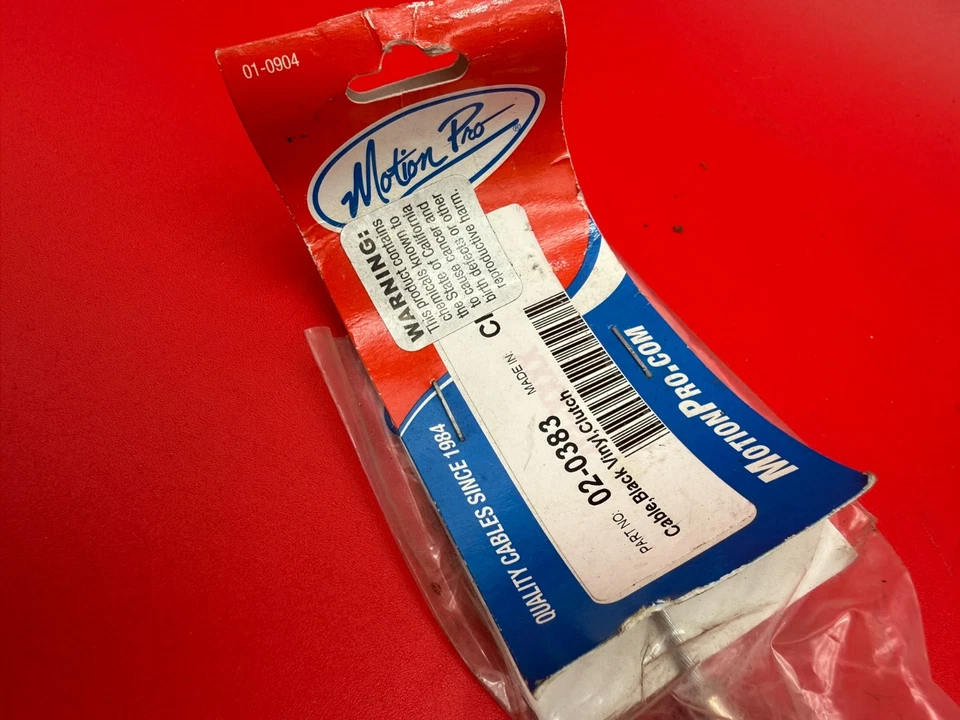 01-0904
Motion Pro®
WARNING:
This product contains
chemicals known to
the State of California
to cause cancer and
birth defects or other
reproductive harm.
PART NO.: 02-0383
MADE IN:
Cable,Black Vinyl,Clutch
QUALITY CABLES SINCE 1984
MOTIONPRO.COM